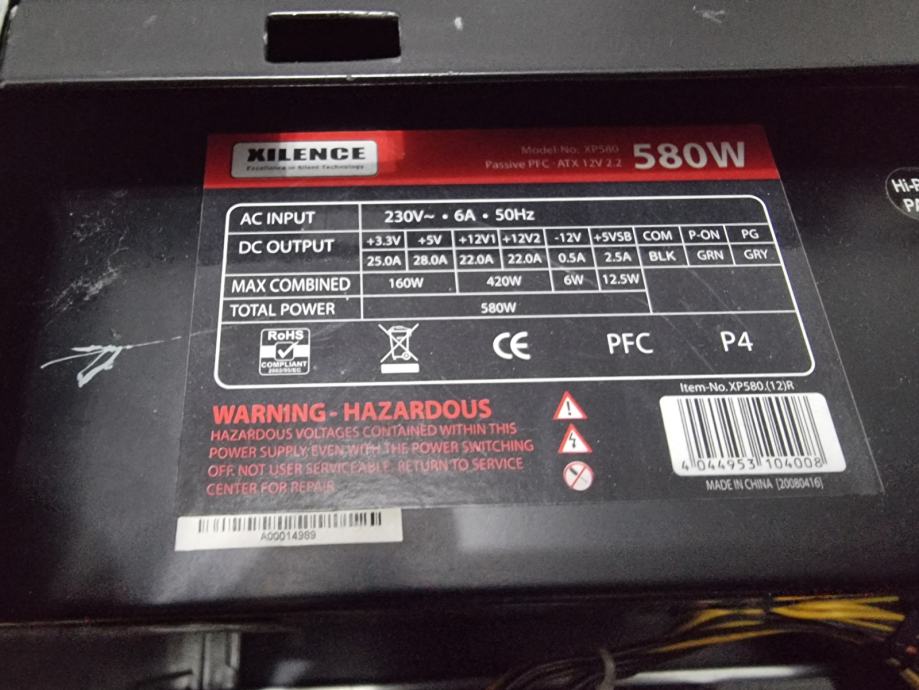 XILENCE
Excellence in Silent Technology
Model-No: XP580
Passive PFC · ATX 12V 2.2
580W
Hi-P
AC INPUT 230V~ • 6A • 50Hz
DC OUTPUT +3.3V +5V +12V1 +12V2 -12V +5VSB COM P-ON PG
25.0A 28.0A 22.0A 22.0A 0.5A 2.5A BLK GRN GRY
MAX COMBINED 160W 420W 6W 12.5W
TOTAL POWER 580W
RoHS
COMPLIANT
2002/95/EC
CE
PFC
P4
Item-No.XP580.(12)R
WARNING - HAZARDOUS
HAZARDOUS VOLTAGES CONTAINED WITHIN THIS
POWER SUPPLY, EVEN WITH THE POWER SWITCHING
OFF. NOT USER SERVICEABLE. RETURN TO SERVICE
CENTER FOR REPAIR
4 044953 104008
MADE IN CHINA (20080416)
A00014989